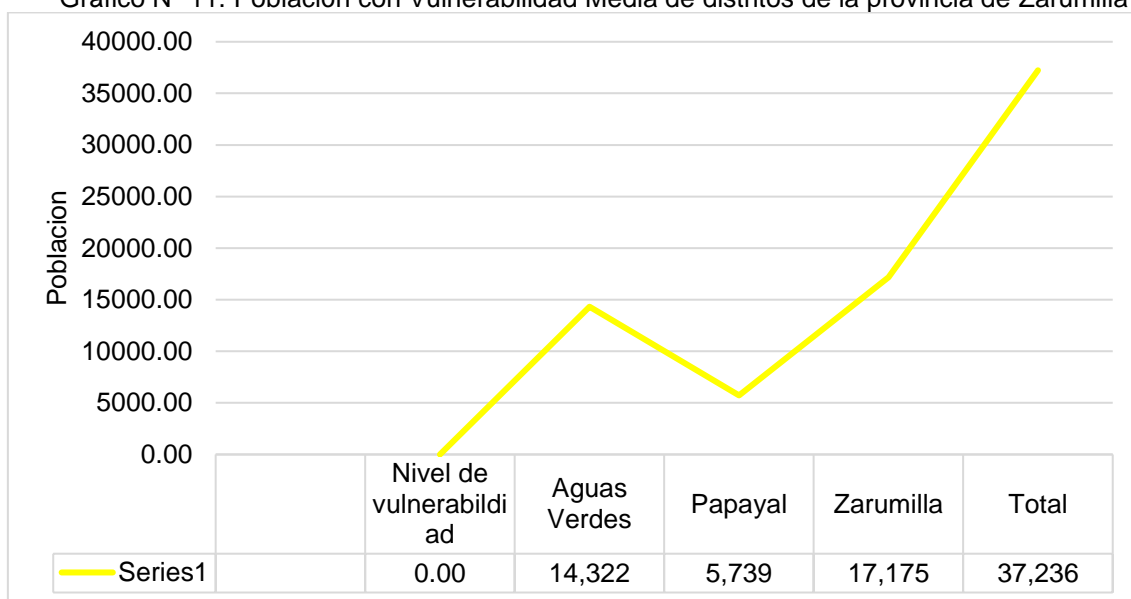 Gráfico N° 11: Población con Vulnerabilidad Media de distritos de la provincia de Zarumilla
40000.00
35000.00
30000.00
25000.00
20000.00
15000.00
10000.00
5000.00
0.00
Poblacion
Nivel de
vulnerabildi
ad
Aguas
Verdes
Papayal
Zarumilla
Total
Series1 0.00 14,322 5,739 17,175 37,236